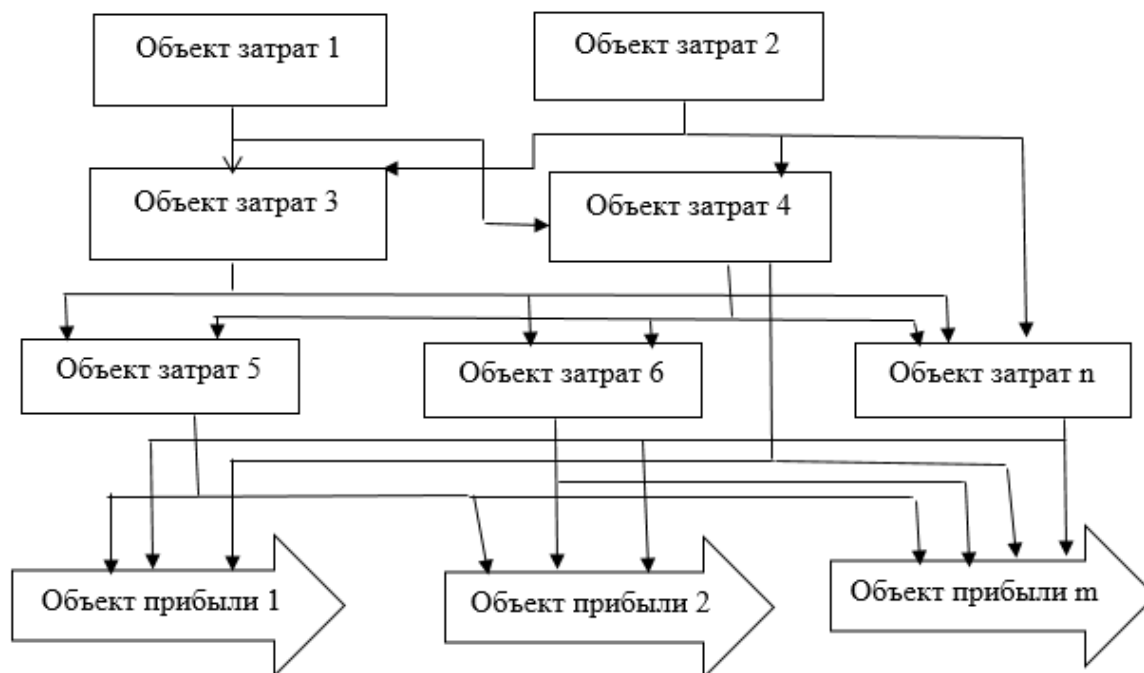 Объект затрат 1
Объект затрат 2
Объект затрат 3
Объект затрат 4
Объект затрат 5
Объект затрат 6
Объект затрат n
Объект прибыли 1
Объект прибыли 2
Объект прибыли m